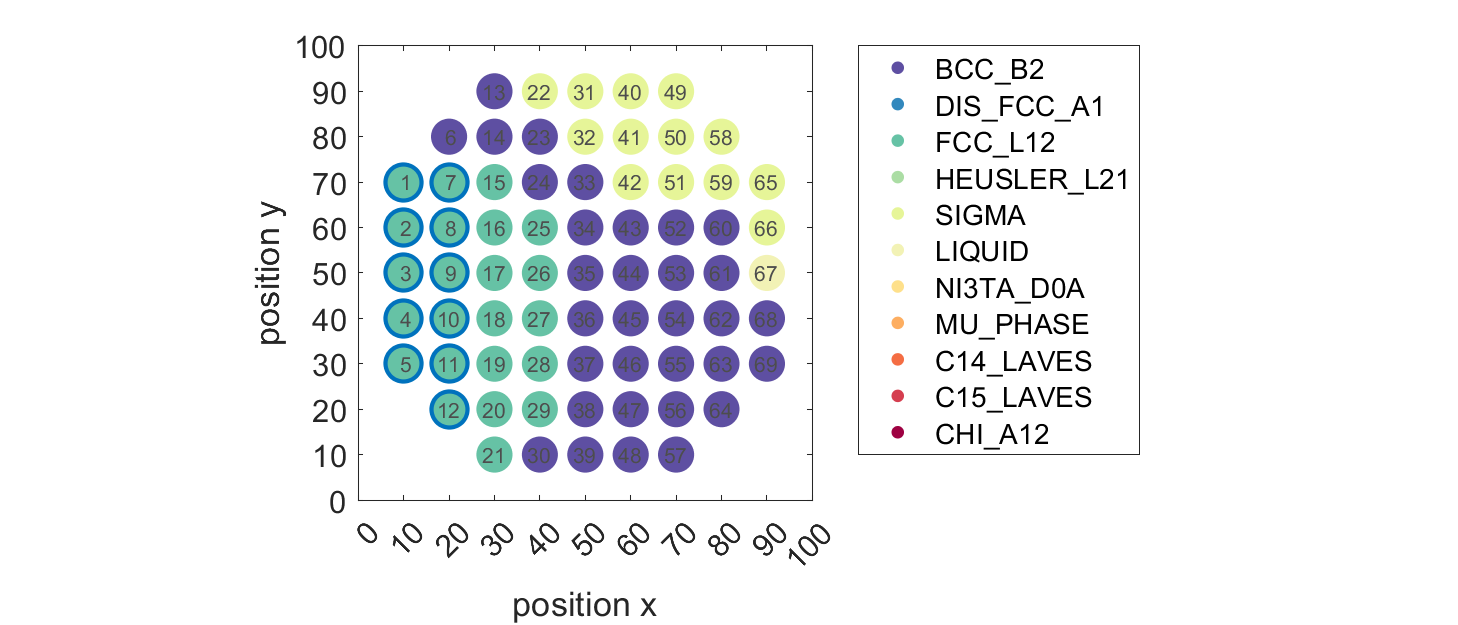 100
90
80
70
60
50
40
30
20
10
0
13 22 31 40 49
6 14 23 32 41 50 58
1 7 15 24 33 42 51 59 65
2 8 16 25 34 43 52 60 66
3 9 17 26 35 44 53 61 67
4 10 18 27 36 45 54 62 68
5 11 19 28 37 46 55 63 69
12 20 29 38 47 56 64
21 30 39 48 57
0 10 20 30 40 50 60 70 80 90 100
position x
position y
BCC_B2
DIS_FCC_A1
FCC_L12
HEUSLER_L21
SIGMA
LIQUID
NI3TA_D0A
MU_PHASE
C14_LAVES
C15_LAVES
CHI_A12